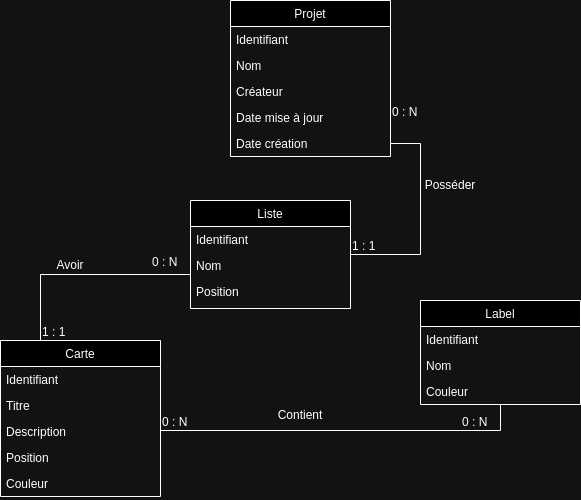 Projet
Identifiant
Nom
Créateur
Date mise à jour
Date création
0 : N
Posséder
Liste
Identifiant
Nom
Position
1 : 1
Avoir
0 : N
1 : 1
Label
Identifiant
Nom
Couleur
Carte
Identifiant
Titre
Description
Position
Couleur
0 : N
Contient
0 : N